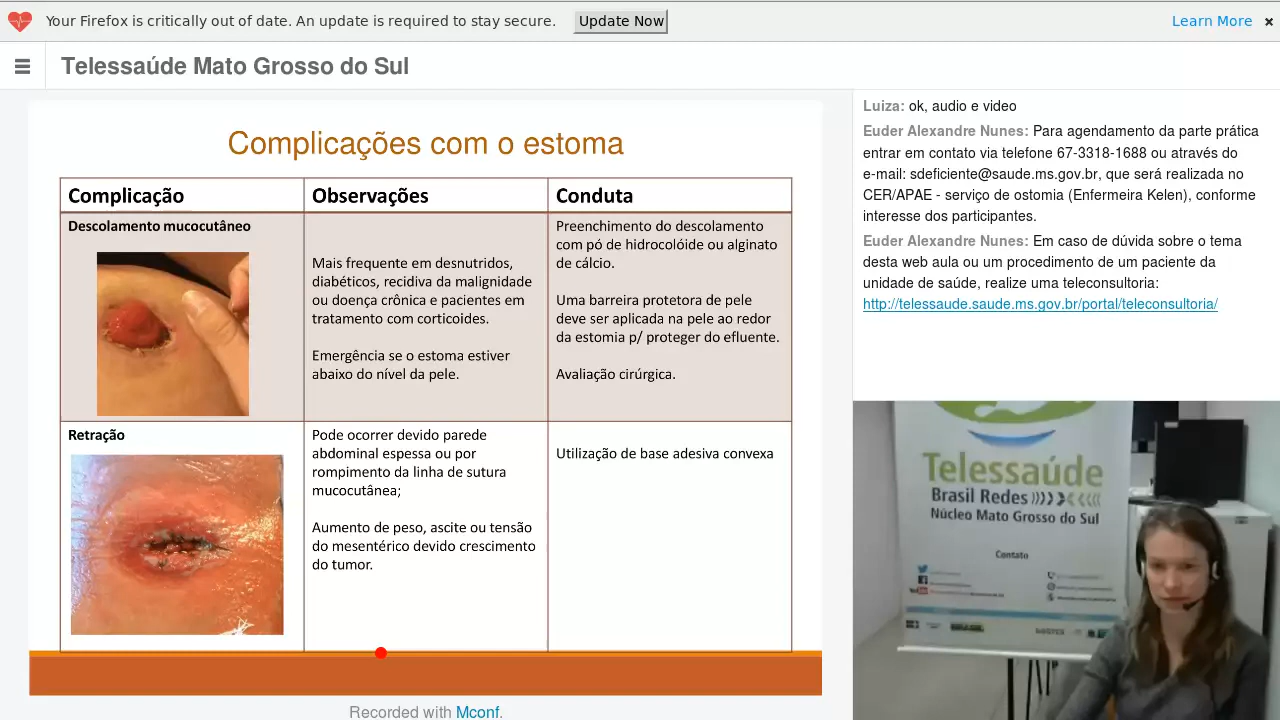 Your Firefox is critically out of date. An update is required to stay secure.
Update Now
Learn More
×
Telessaúde Mato Grosso do Sul
Complicações com o estoma
Complicação
Observações
Conduta
Descolamento mucocutâneo
Mais frequente em desnutridos,
diabéticos, recidiva da malignidade
ou doença crônica e pacientes em
tratamento com corticoides.
Emergência se o estoma estiver
abaixo do nível da pele.
Preenchimento do descolamento
com pó de hidrocolóide ou alginato
de cálcio.
Uma barreira protetora de pele
deve ser aplicada na pele ao redor
da estomia p/ proteger do efluente.
Avaliação cirúrgica.
Retração
Pode ocorrer devido parede
abdominal espessa ou por
rompimento da linha de sutura
mucocutânea;
Aumento de peso, ascite ou tensão
do mesentérico devido crescimento
do tumor.
Utilização de base adesiva convexa
Recorded with Mconf.
Luiza: ok, audio e video
Euder Alexandre Nunes: Para agendamento da parte prática
entrar em contato via telefone 67-3318-1688 ou através do
e-mail: sdeficiente@saude.ms.gov.br, que será realizada no
CER/APAE - serviço de ostomia (Enfermeira Kelen), conforme
interesse dos participantes.
Euder Alexandre Nunes: Em caso de dúvida sobre o tema
desta web aula ou um procedimento de um paciente da
unidade de saúde, realize uma teleconsultoria:
http://telessaude.saude.ms.gov.br/portal/teleconsultoria/
Telessaúde
Brasil Redes
Núcleo Mato Grosso do Sul
Contato